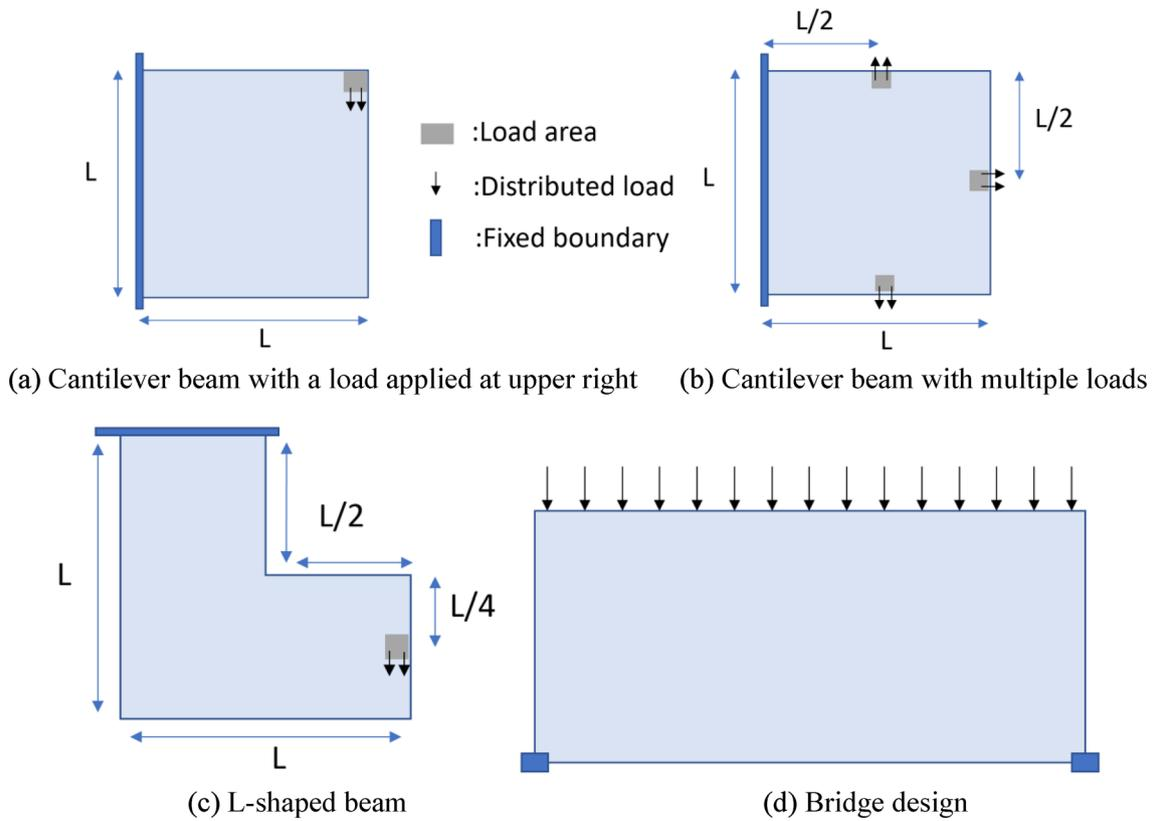 L/2
L
L
:Load area
:Distributed load
:Fixed boundary
L
L/2
L
(a) Cantilever beam with a load applied at upper right
(b) Cantilever beam with multiple loads
L
L/2
L/4
L
(c) L-shaped beam
(d) Bridge design